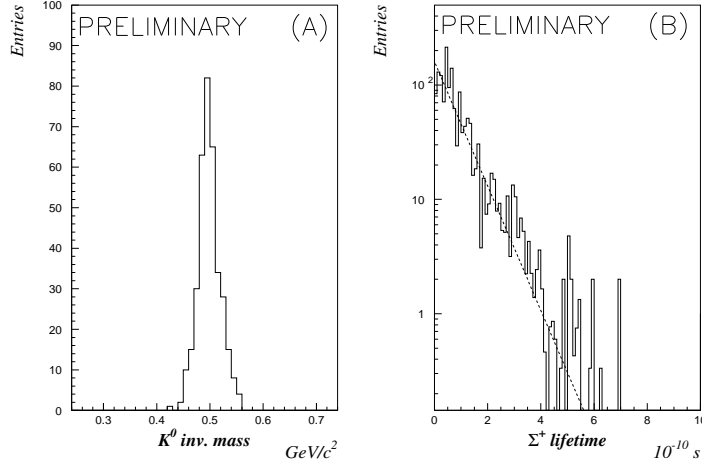 PRELIMINARY (A)
Entries
100
90
80
70
60
50
40
30
20
10
0
0.3 0.4 0.5 0.6 0.7
K⁰ inv. mass
GeV/c²
PRELIMINARY (B)
Entries
10²
10
1
0 2 4 6 8 10
Σ⁺ lifetime
10⁻¹⁰ s